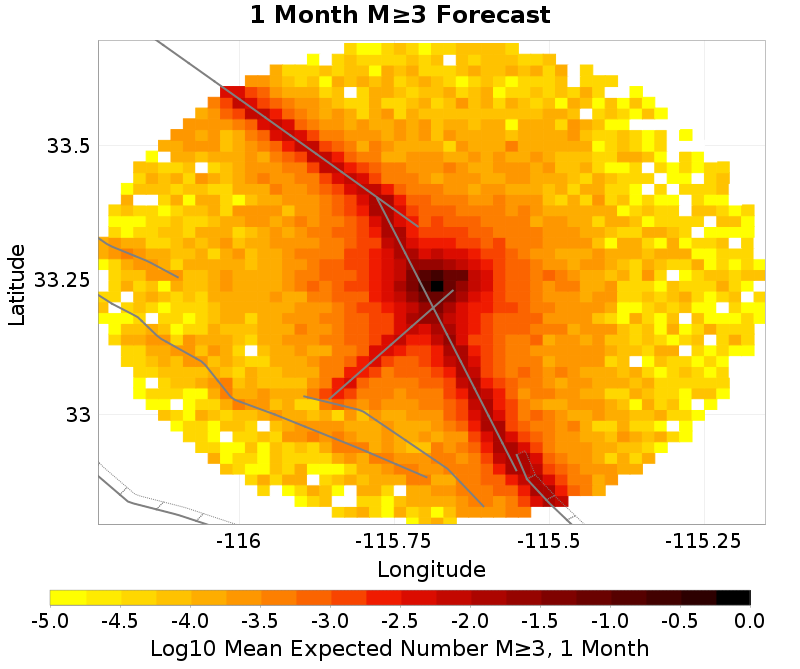 1 Month M≥3 Forecast
33.5
33.25
33
Latitude
-116 -115.75 -115.5 -115.25
Longitude
-5.0 -4.5 -4.0 -3.5 -3.0 -2.5 -2.0 -1.5 -1.0 -0.5 0.0
Log10 Mean Expected Number M≥3, 1 Month